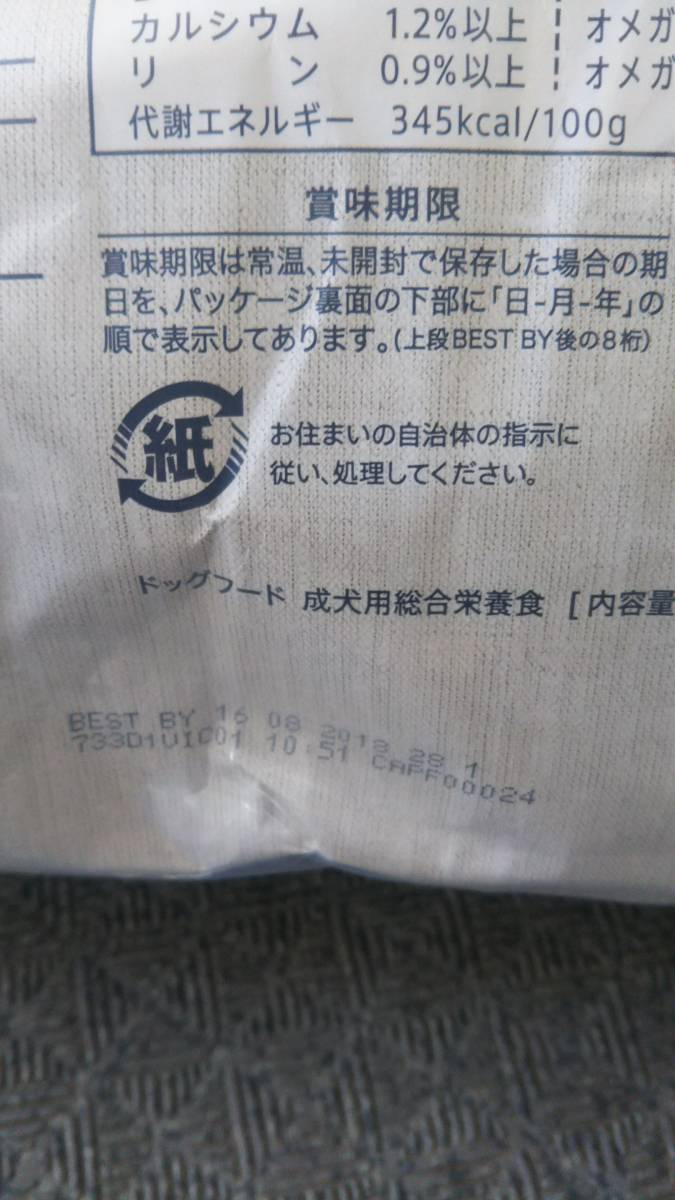 カルシウム 1.2%以上 オメガ
リン 0.9%以上 オメガ
代謝エネルギー 345kcal/100g
賞味期限
賞味期限は常温、未開封で保存した場合の期
日を、パッケージ裏面の下部に「日-月-年」の
順で表示してあります。(上段BEST BY後の8桁)
紙
お住まいの自治体の指示に
従い、処理してください。
ドッグフード 成犬用総合栄養食 [内容量
BEST BY 16 08 2018 28 1
733D1VIC01 10:51 CAPF00024